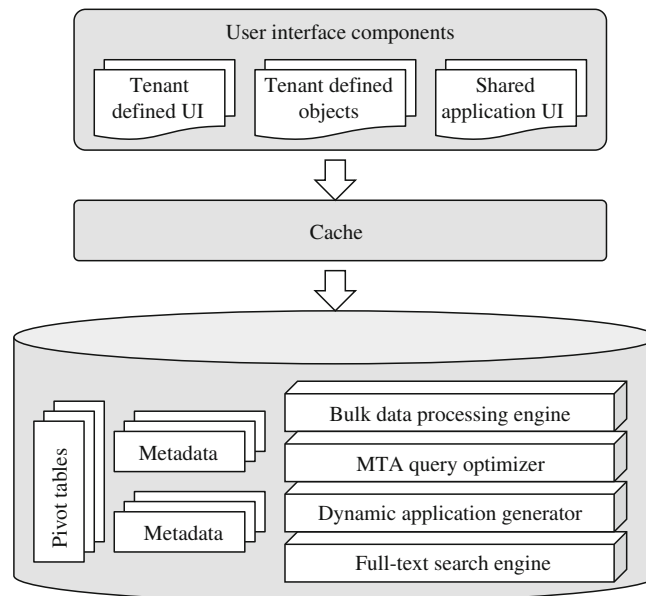 User interface components
Tenant
defined UI
Tenant defined
objects
Shared
application UI
Cache
Pivot tables
Metadata
Metadata
Bulk data processing engine
MTA query optimizer
Dynamic application generator
Full-text search engine